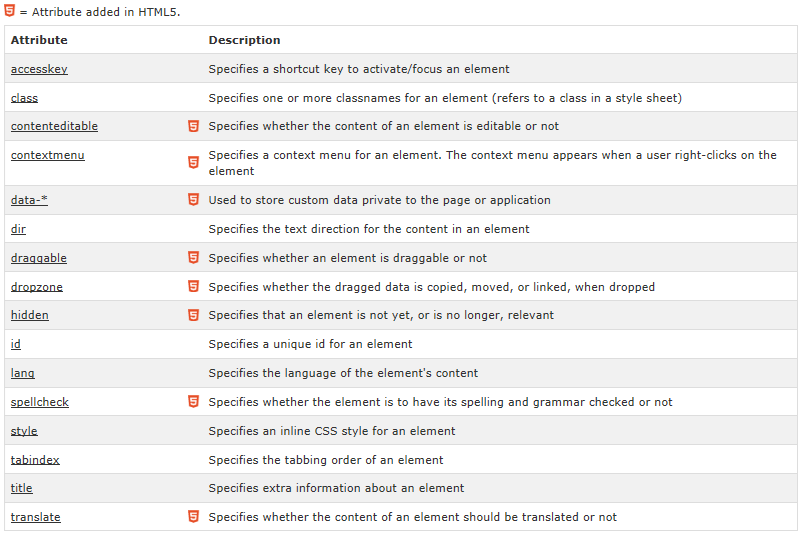 5 = Attribute added in HTML5.
Attribute Description
accesskey Specifies a shortcut key to activate/focus an element
class Specifies one or more classnames for an element (refers to a class in a style sheet)
contenteditable 5 Specifies whether the content of an element is editable or not
contextmenu 5 Specifies a context menu for an element. The context menu appears when a user right-clicks on the
element
data-* 5 Used to store custom data private to the page or application
dir Specifies the text direction for the content in an element
draggable 5 Specifies whether an element is draggable or not
dropzone 5 Specifies whether the dragged data is copied, moved, or linked, when dropped
hidden 5 Specifies that an element is not yet, or is no longer, relevant
id Specifies a unique id for an element
lang Specifies the language of the element's content
spellcheck 5 Specifies whether the element is to have its spelling and grammar checked or not
style Specifies an inline CSS style for an element
tabindex Specifies the tabbing order of an element
title Specifies extra information about an element
translate 5 Specifies whether the content of an element should be translated or not